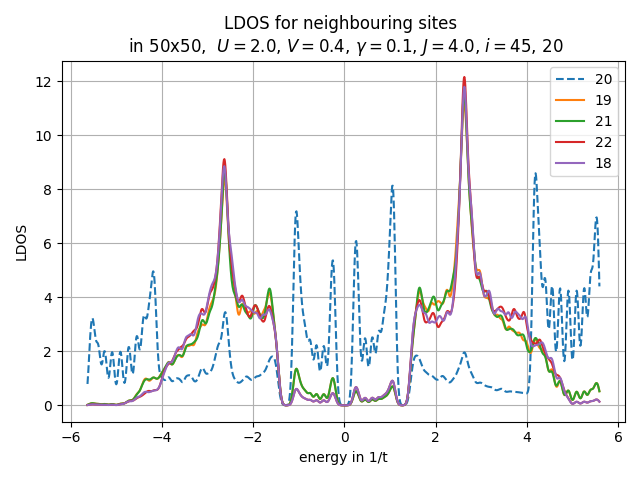 LDOS for neighbouring sites
in 50x50, U = 2.0, V = 0.4, γ = 0.1, J = 4.0, i = 45, 20
12
10
8
6
4
2
0
LDOS
20
19
21
22
18
−6 −4 −2 0 2 4 6
energy in 1/t